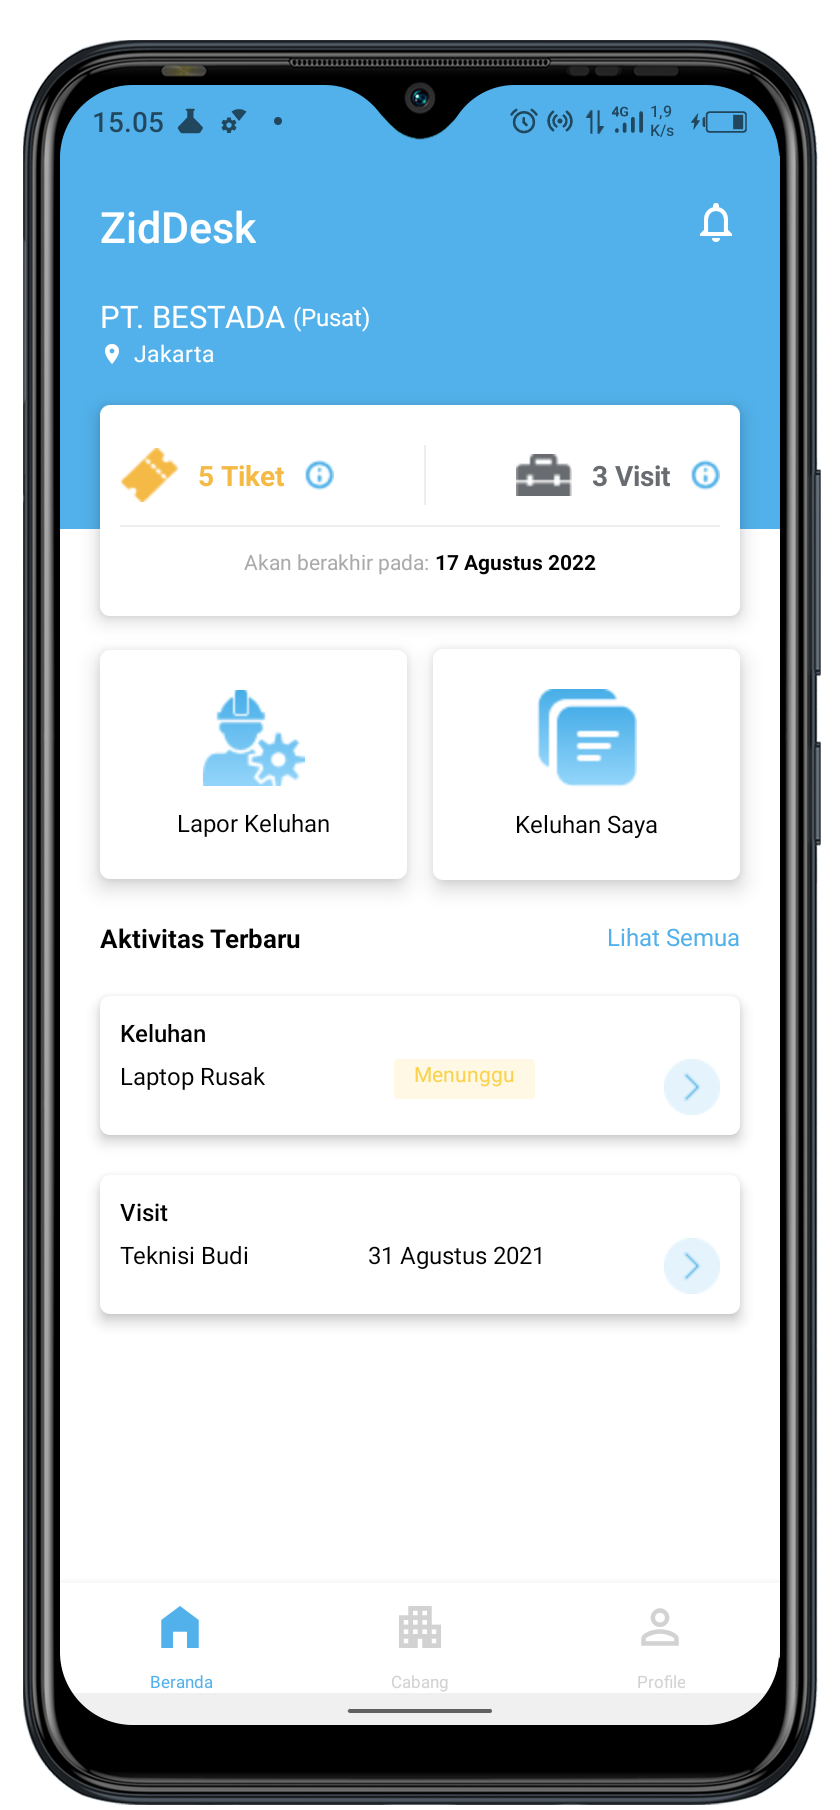 15.05
4G 1,9 K/s
ZidDesk
PT. BESTADA (Pusat)
Jakarta
5 Tiket
3 Visit
Akan berakhir pada: 17 Agustus 2022
Lapor Keluhan
Keluhan Saya
Aktivitas Terbaru
Lihat Semua
Keluhan
Laptop Rusak
Menunggu
Visit
Teknisi Budi
31 Agustus 2021
Beranda
Cabang
Profile